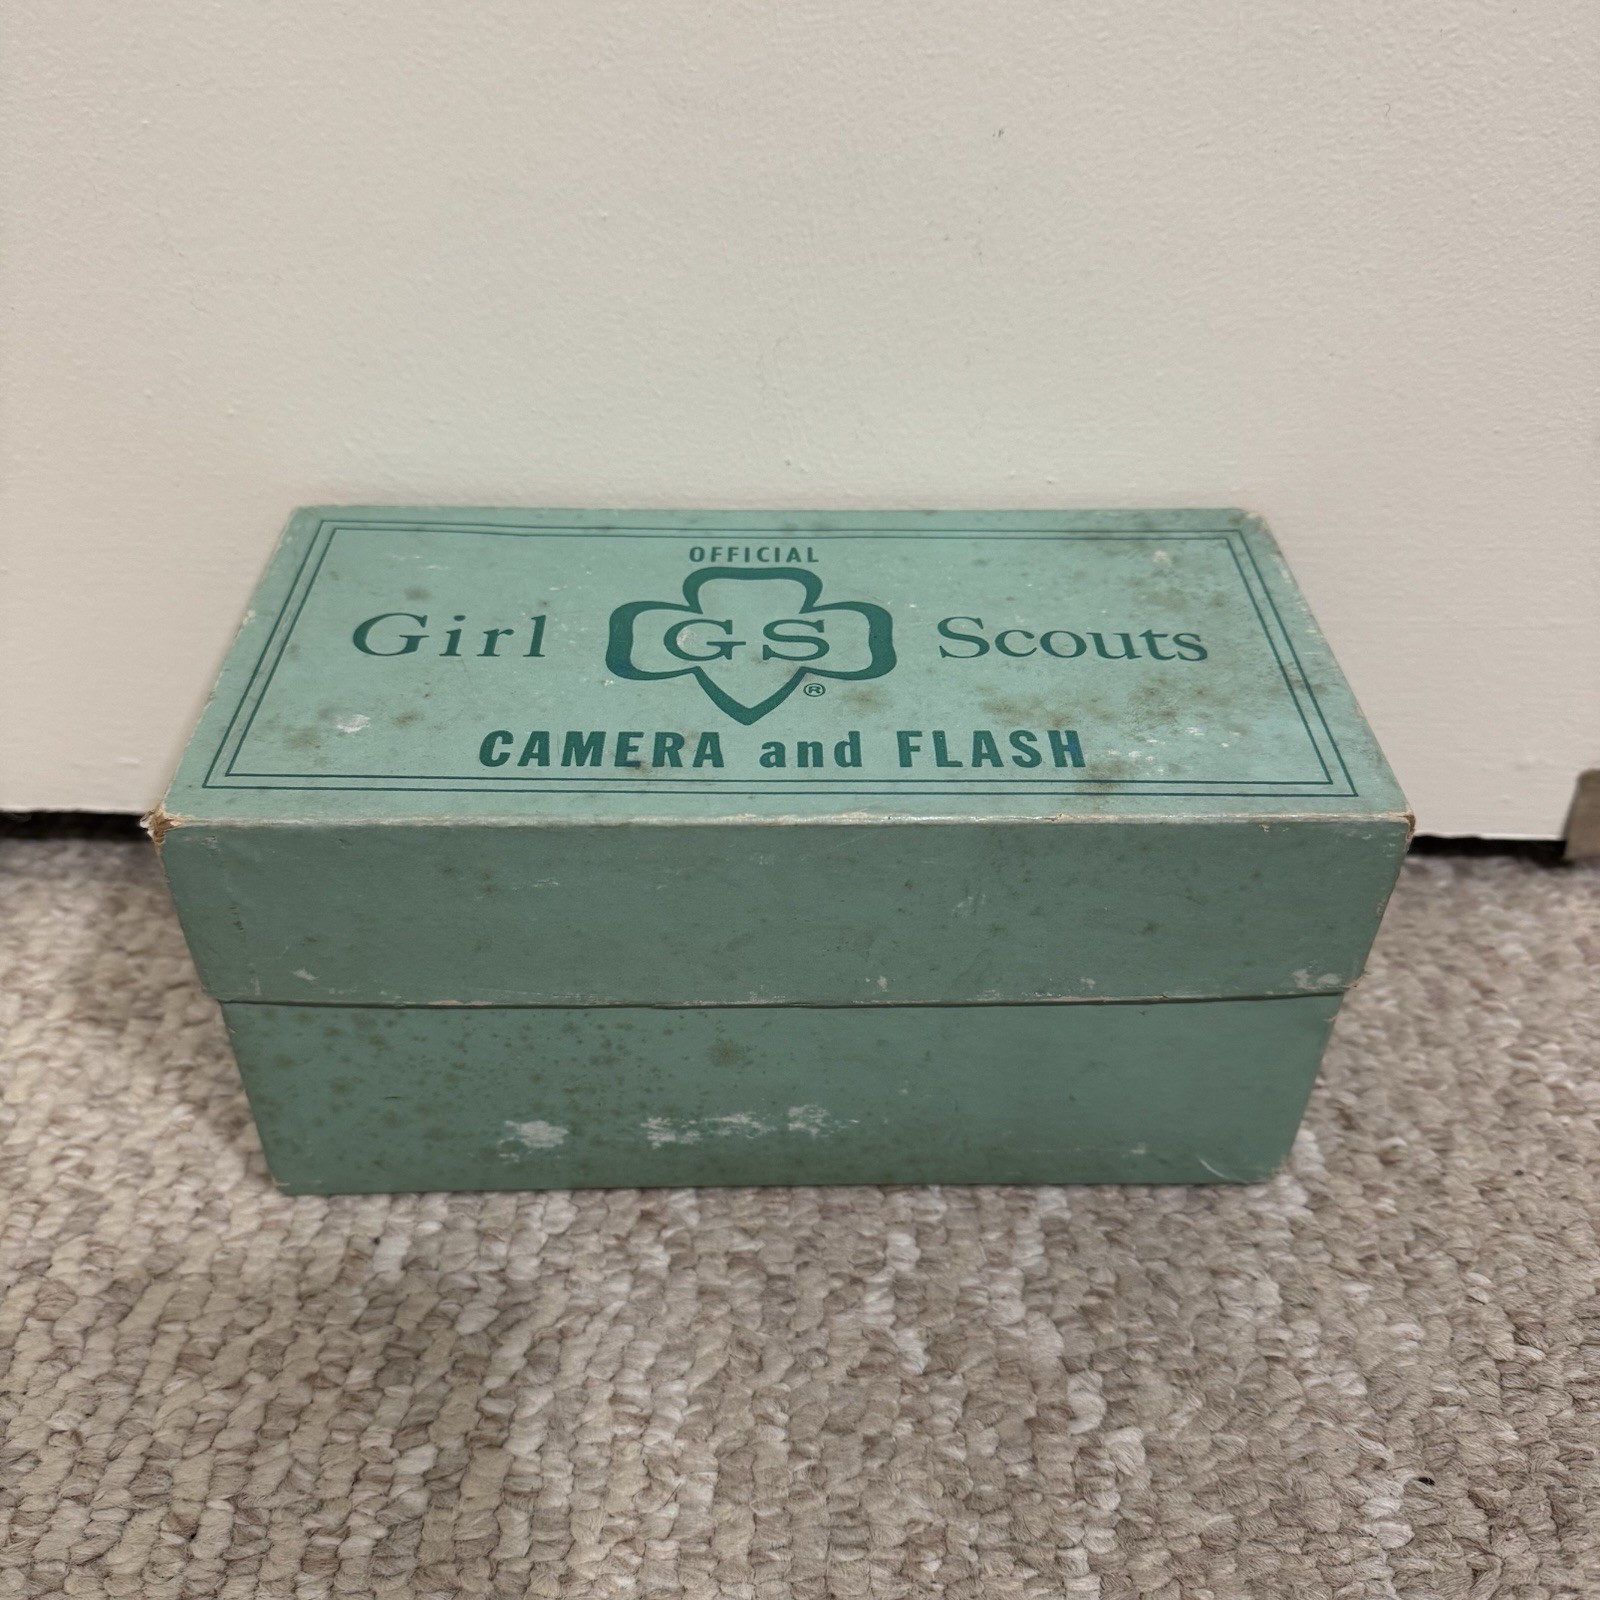 OFFICIAL
Girl GS Scouts
®
CAMERA and FLASH